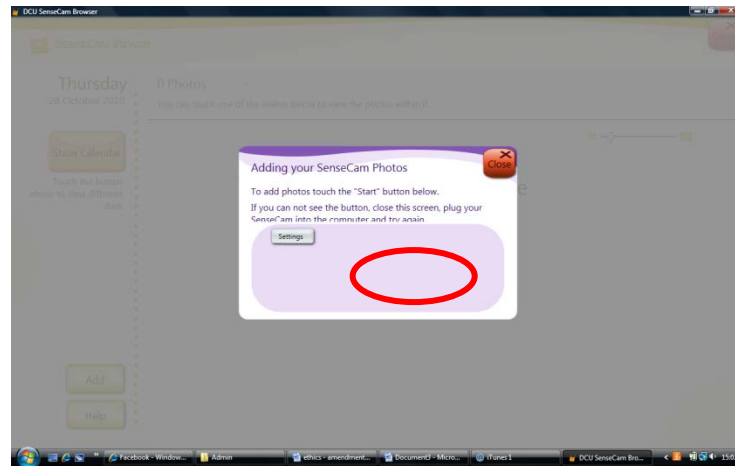 DCU SenseCam Browser
SenseCam Viewer
Thursday
28 October 2010
0 Photos
You can touch one of the events below to view the photos within it.
Show Calendar
Touch the button
above to view different
days
Adding your SenseCam Photos
Close
To add photos touch the "Start" button below.
If you can not see the button, close this screen, plug your
SenseCam into the computer and try again
Settings
Add
Help
Facebook - Window...
Admin
ethics - amendment...
Document3 - Micro...
iTunes 1
DCU SenseCam Bro...